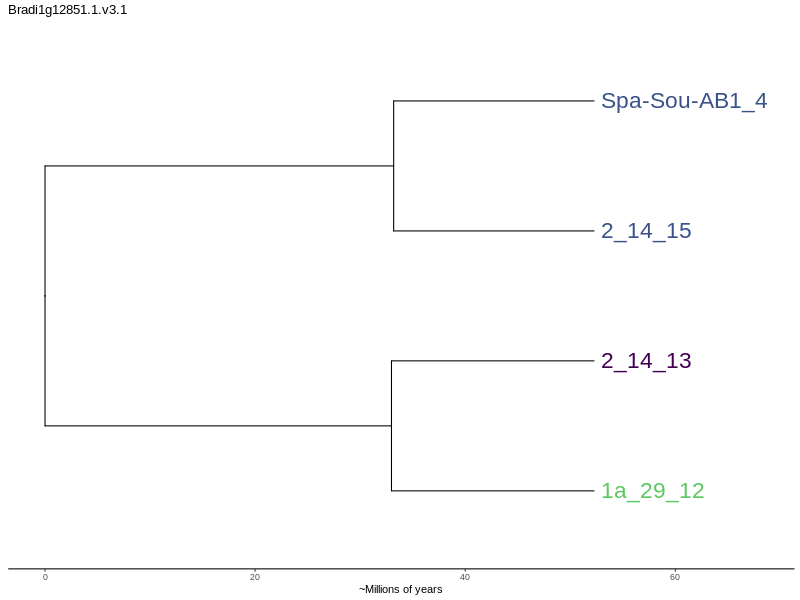 Bradi1g12851.1.v3.1
Spa-Sou-AB1_4
2_14_15
2_14_13
1a_29_12
0 20 40 60
~Millions of years